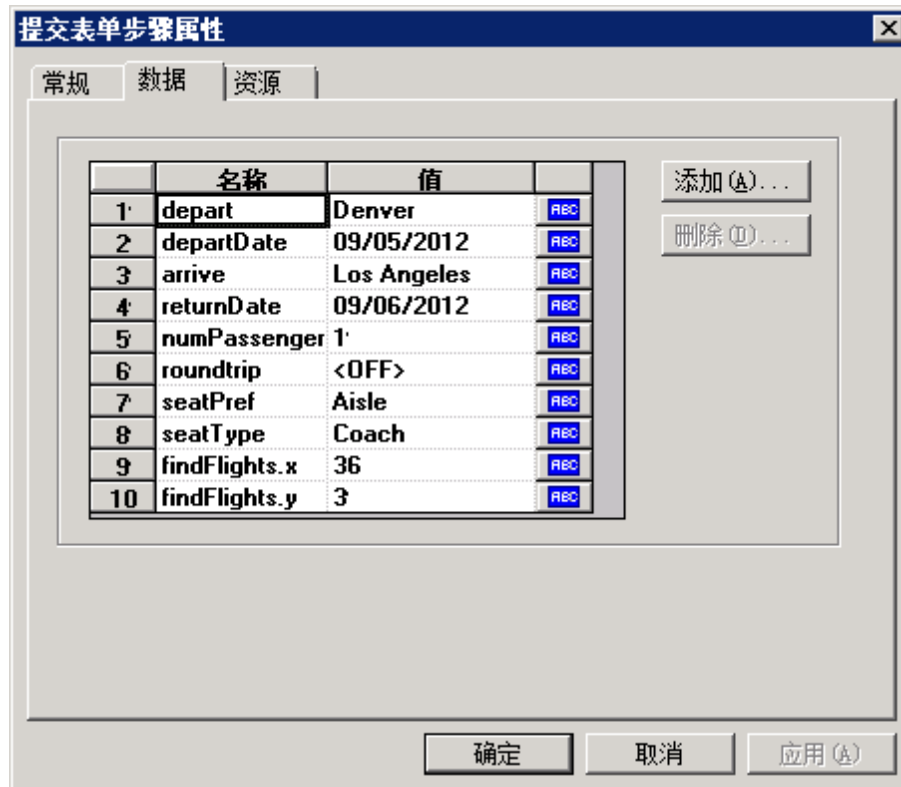 提交表单步骤属性
常规 数据 资源
名称 值
1 depart Denver ABC
2 departDate 09/05/2012 ABC
3 arrive Los Angeles ABC
4 returnDate 09/06/2012 ABC
5 numPassenger 1 ABC
6 roundtrip <OFF> ABC
7 seatPref Aisle ABC
8 seatType Coach ABC
9 findFlights.x 36 ABC
10 findFlights.y 3 ABC
添加(A)...
删除(D)...
确定 取消 应用(A)